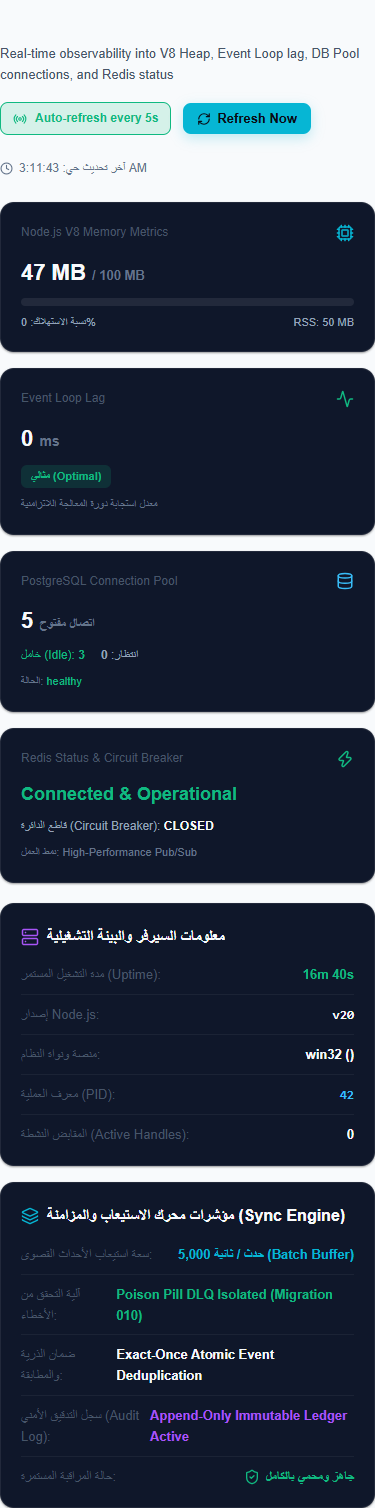 Real-time observability into V8 Heap, Event Loop lag, DB Pool
connections, and Redis status
Auto-refresh every 5s
Refresh Now
آخر تحديث حي: 3:11:43 AM
Node.js V8 Memory Metrics
47 MB / 100 MB
نسبة الاستهلاك: 0%
RSS: 50 MB
Event Loop Lag
0 ms
مثالي (Optimal)
معدل استجابة دورة المعالجة اللاتزامنية
PostgreSQL Connection Pool
5 اتصال مفتوح
خامل (Idle): 3 انتظار: 0
الحالة: healthy
Redis Status & Circuit Breaker
Connected & Operational
قاطع الدائرة (Circuit Breaker): CLOSED
نمط العمل: High-Performance Pub/Sub
معلومات السيرفر والبيئة التشغيلية
مدة التشغيل المستمر (Uptime): 16m 40s
إصدار Node.js: v20
منصة ونواة النظام: win32 ()
معرف العملية (PID): 42
المقابض النشطة (Active Handles): 0
مؤشرات محرك الاستيعاب والمزامنة (Sync Engine)
سعة استيعاب الأحداث القصوى: 5,000 حدث / ثانية (Batch Buffer)
آلية التحقق من
الأخطاء:
Poison Pill DLQ Isolated (Migration
010)
ضمان الذرية
والمطابقة:
Exact-Once Atomic Event
Deduplication
سجل التدقيق الأمني (Audit
Log):
Append-Only Immutable Ledger
Active
حالة المراقبة المستمرة: جاهز ومحمي بالكامل